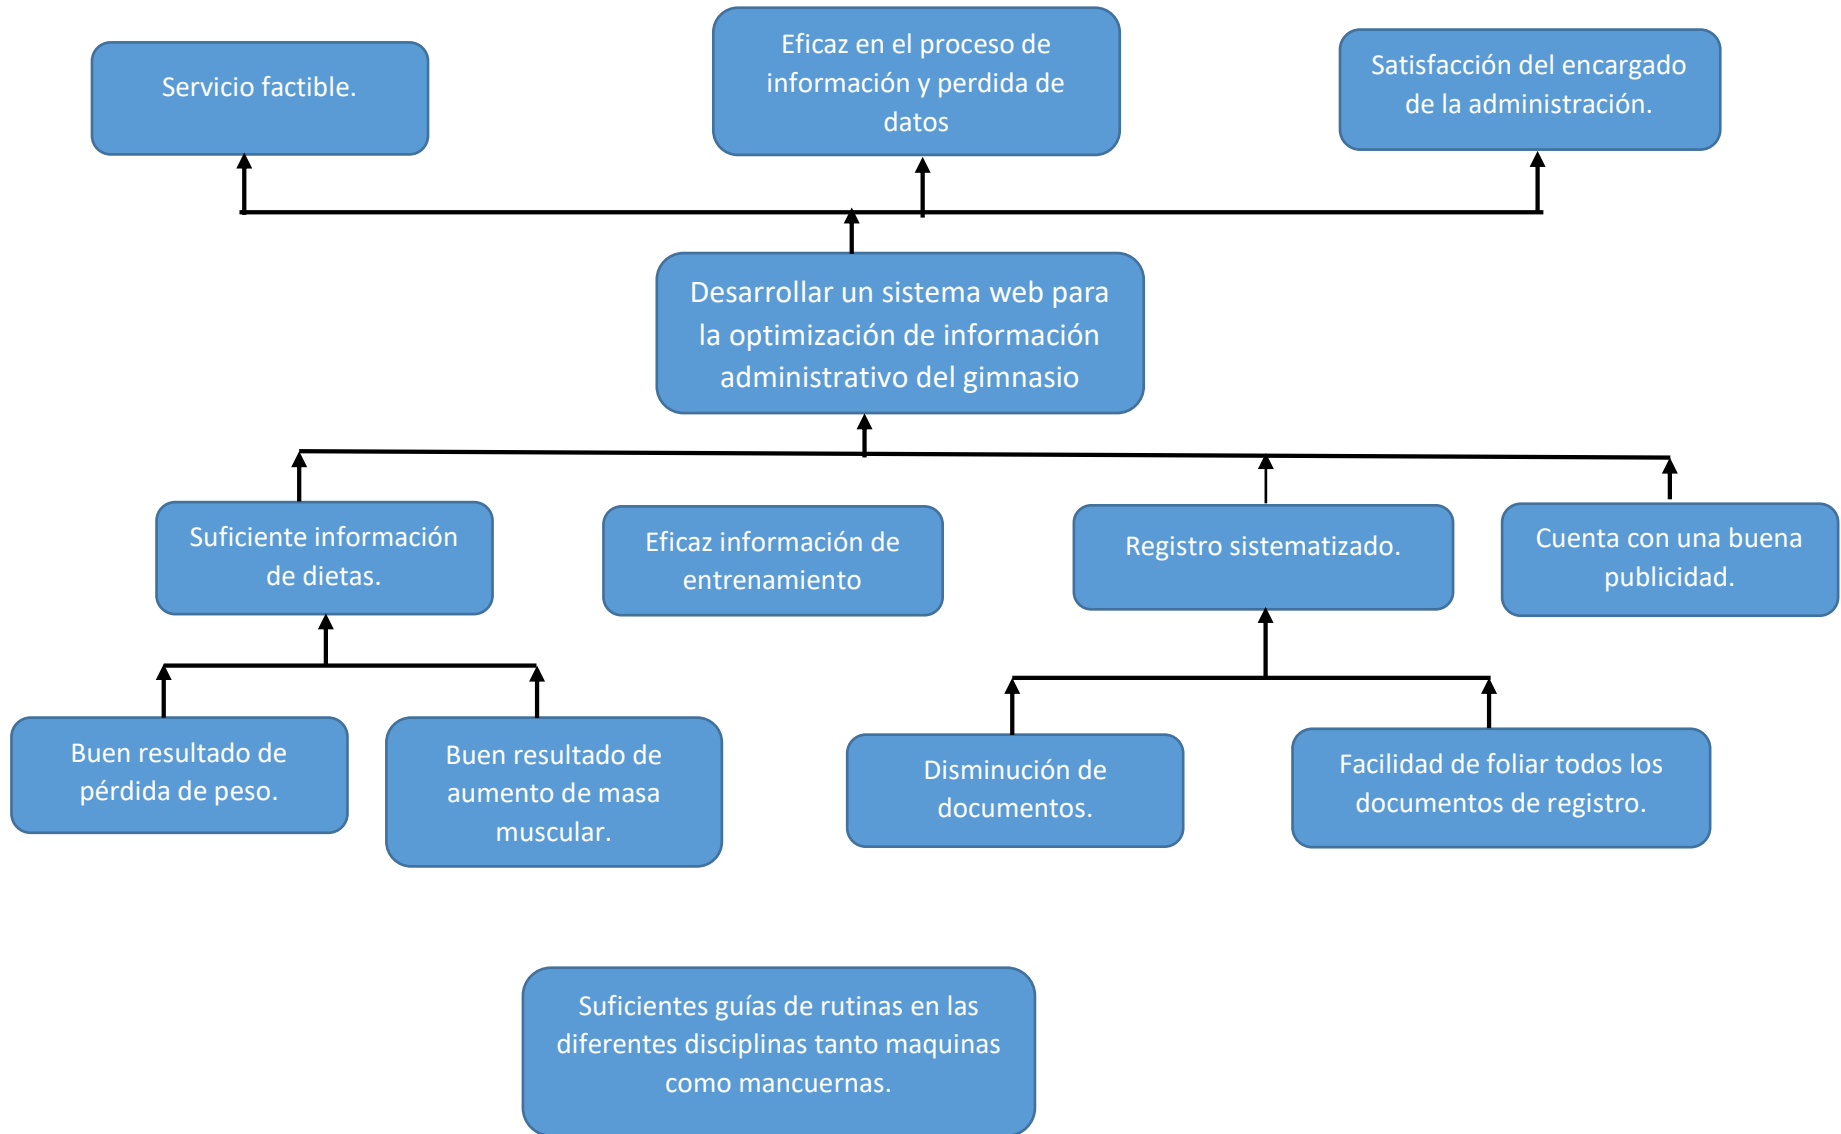 Servicio factible.
Eficaz en el proceso de
información y perdida de
datos
Satisfacción del encargado
de la administración.
Desarrollar un sistema web para
la optimización de información
administrativo del gimnasio
Suficiente información
de dietas.
Eficaz información de
entrenamiento
Registro sistematizado.
Cuenta con una buena
publicidad.
Buen resultado de
pérdida de peso.
Buen resultado de
aumento de masa
muscular.
Disminución de
documentos.
Facilidad de foliar todos los
documentos de registro.
Suficientes guías de rutinas en las
diferentes disciplinas tanto maquinas
como mancuernas.